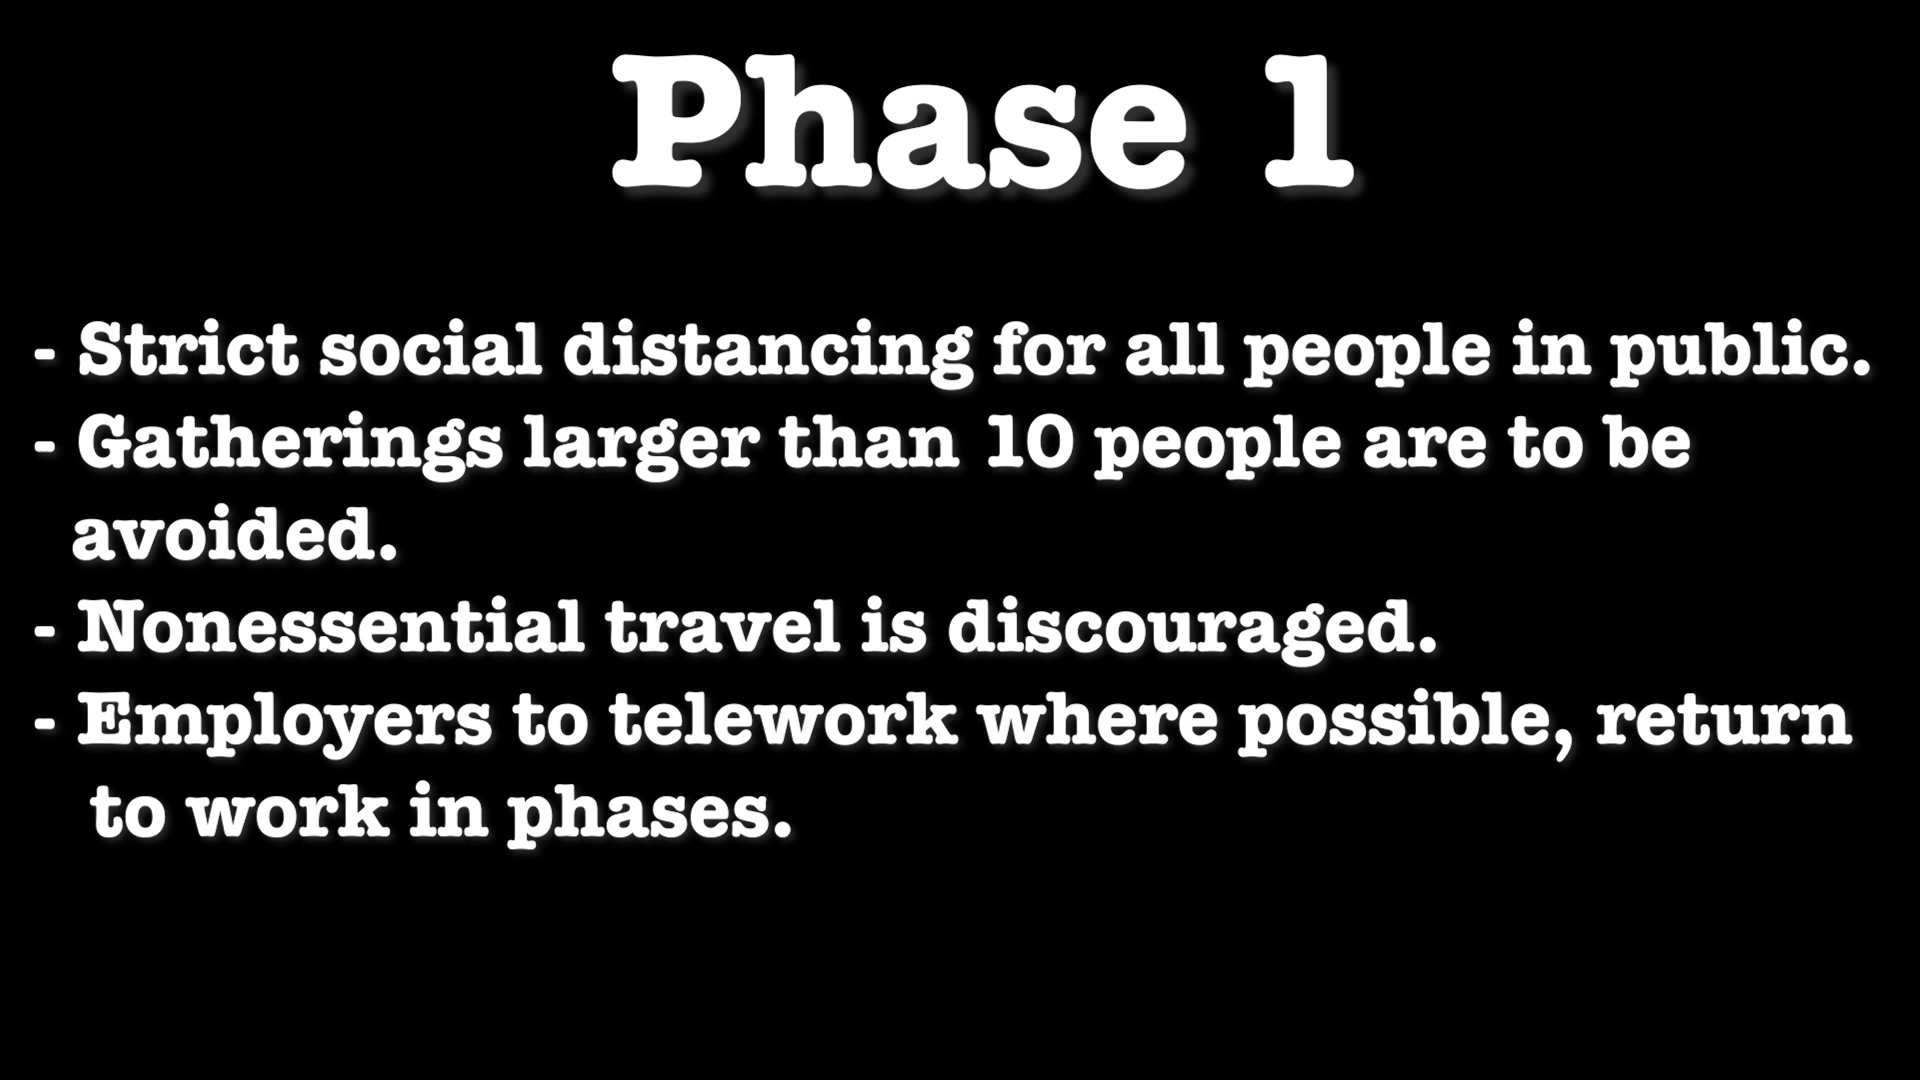 Phase 1
- Strict social distancing for all people in public.
- Gatherings larger than 10 people are to be
avoided.
- Nonessential travel is discouraged.
- Employers to telework where possible, return
to work in phases.